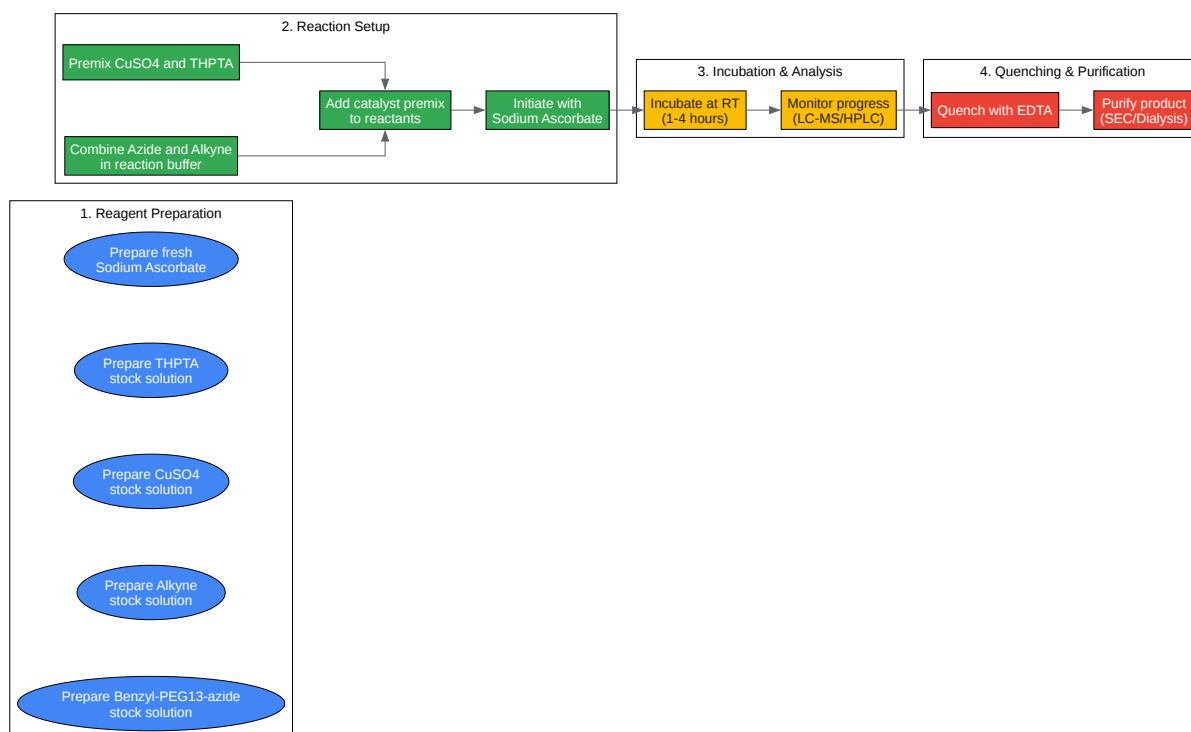 2. Reaction Setup
Premix CuSO4 and THPTA
Combine Azide and Alkyne
in reaction buffer
Add catalyst premix
to reactants
Initiate with
Sodium Ascorbate
3. Incubation & Analysis
Incubate at RT
(1-4 hours)
Monitor progress
(LC-MS/HPLC)
4. Quenching & Purification
Quench with EDTA
Purify product
(SEC/Dialysis)
1. Reagent Preparation
Prepare fresh
Sodium Ascorbate
Prepare THPTA
stock solution
Prepare CuSO4
stock solution
Prepare Alkyne
stock solution
Prepare Benzyl-PEG13-azide
stock solution